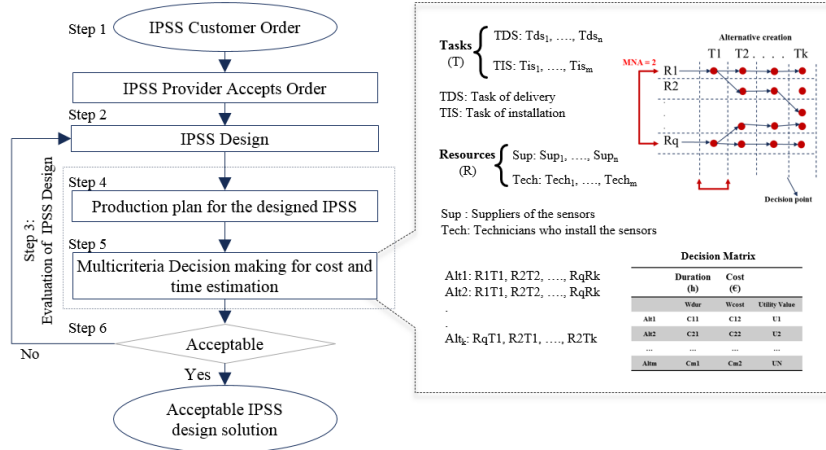 Step 1
IPSS Customer Order
IPSS Provider Accepts Order
Step 2
IPSS Design
Step 3:
Evaluation of IPSS Design
Step 4
Production plan for the designed IPSS
Step 5
Multicriteria Decision making for cost and
time estimation
Step 6
Acceptable
No
Yes
Acceptable IPSS
design solution
Tasks
(T)
TDS: Tds₁, …., Tdsₙ
TIS: Tis₁, …., Tisₘ
TDS: Task of delivery
TIS: Task of installation
Resources
(R)
Sup: Sup₁, …., Supₙ
Tech: Tech₁, …., Techₘ
Sup : Suppliers of the sensors
Tech: Technicians who install the sensors
Alt1: R1T1, R2T2, …., RqRk
Alt2: R1T1, R2T2, …., RqRk
.
.
Altₖ: RqT1, R2T1, …., R2Tk
Alternative creation
T1 T2 . . . . Tk
MNA = 2
R1
R2
.
.
Rq
Decision point
Decision Matrix
Duration (h) Cost (€)
Wdur Wcost Utility Value
Alt1 C11 C12 U1
Alt2 C21 C22 U2
… … … …
Altm Cm1 Cm2 UN